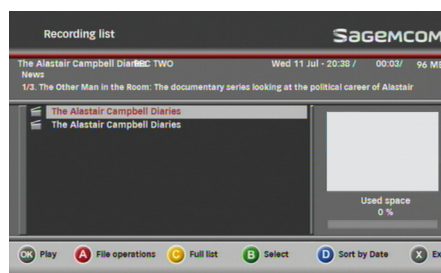 Recording list
SAGEMCOM
The Alastair Campbell Diaries BBC TWO Wed 11 Jul - 20:38 / 00:03/ 96 ME
News
1/3. The Other Man in the Room: The documentary series looking at the political career of Alastair
The Alastair Campbell Diaries
The Alastair Campbell Diaries
Used space
0 %
OK Play A File operations C Full list B Select D Sort by Date X Ex